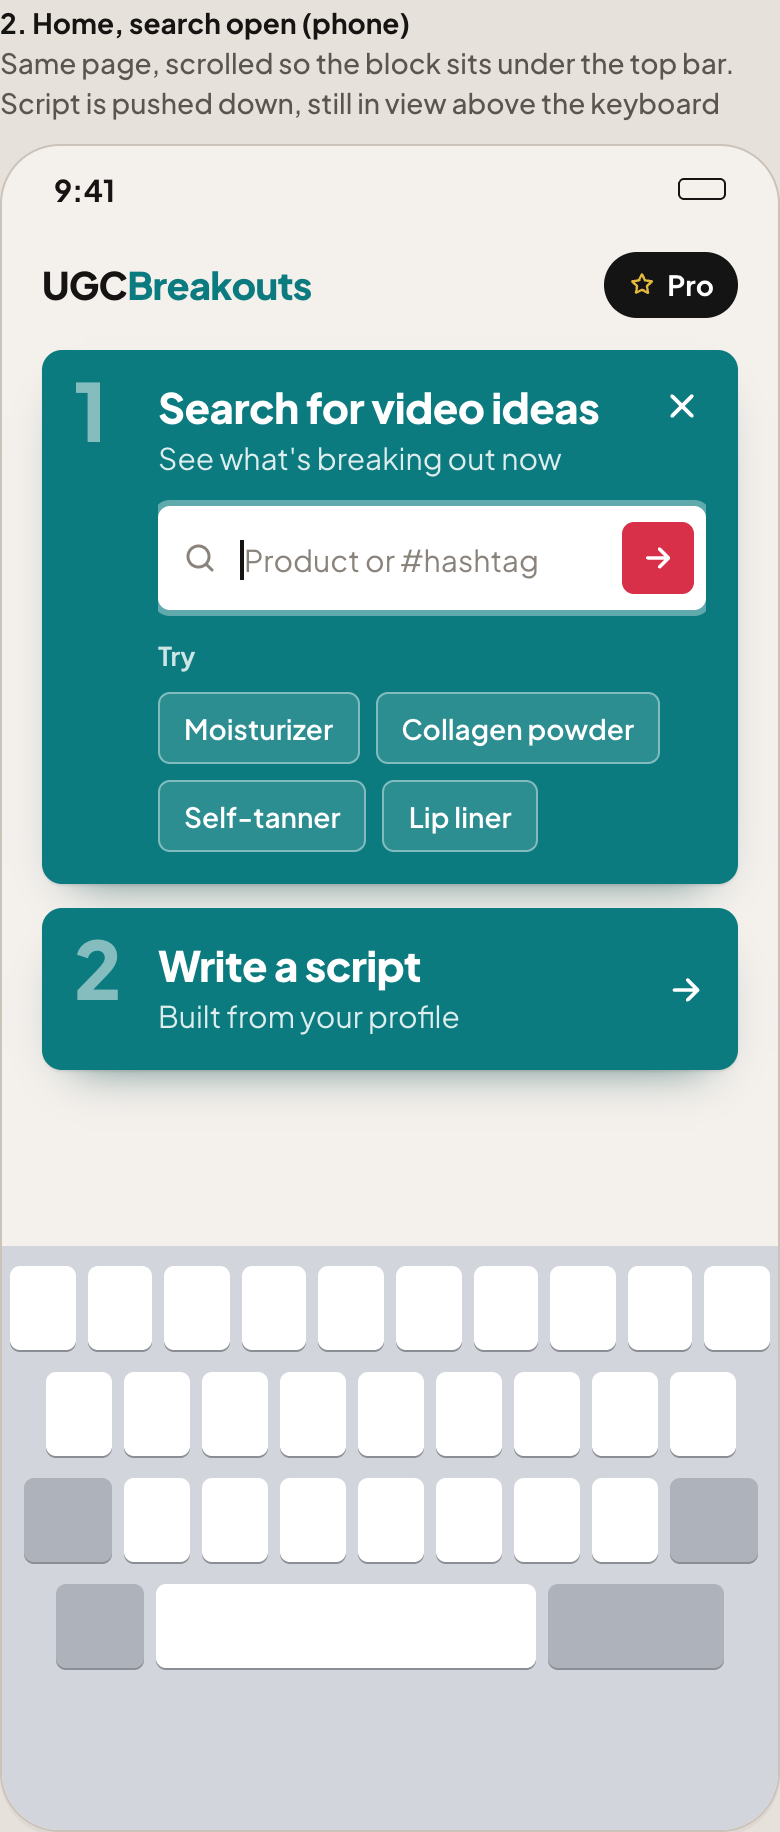 2. Home, search open (phone)
Same page, scrolled so the block sits under the top bar.
Script is pushed down, still in view above the keyboard
9:41
UGCBreakouts
Pro
1
Search for video ideas
See what's breaking out now
Product or #hashtag
Try
Moisturizer
Collagen powder
Self-tanner
Lip liner
2
Write a script
Built from your profile